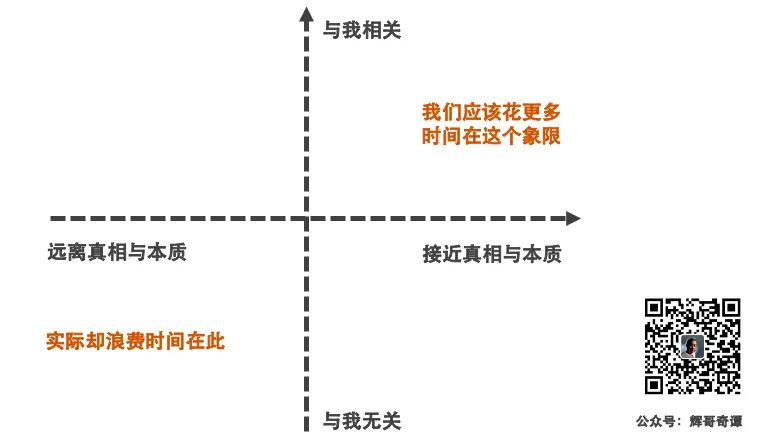 与我相关
我们应该花更多
时间在这个象限
远离真相与本质
接近真相与本质
实际却浪费时间在此
与我无关
公众号：辉哥奇谭